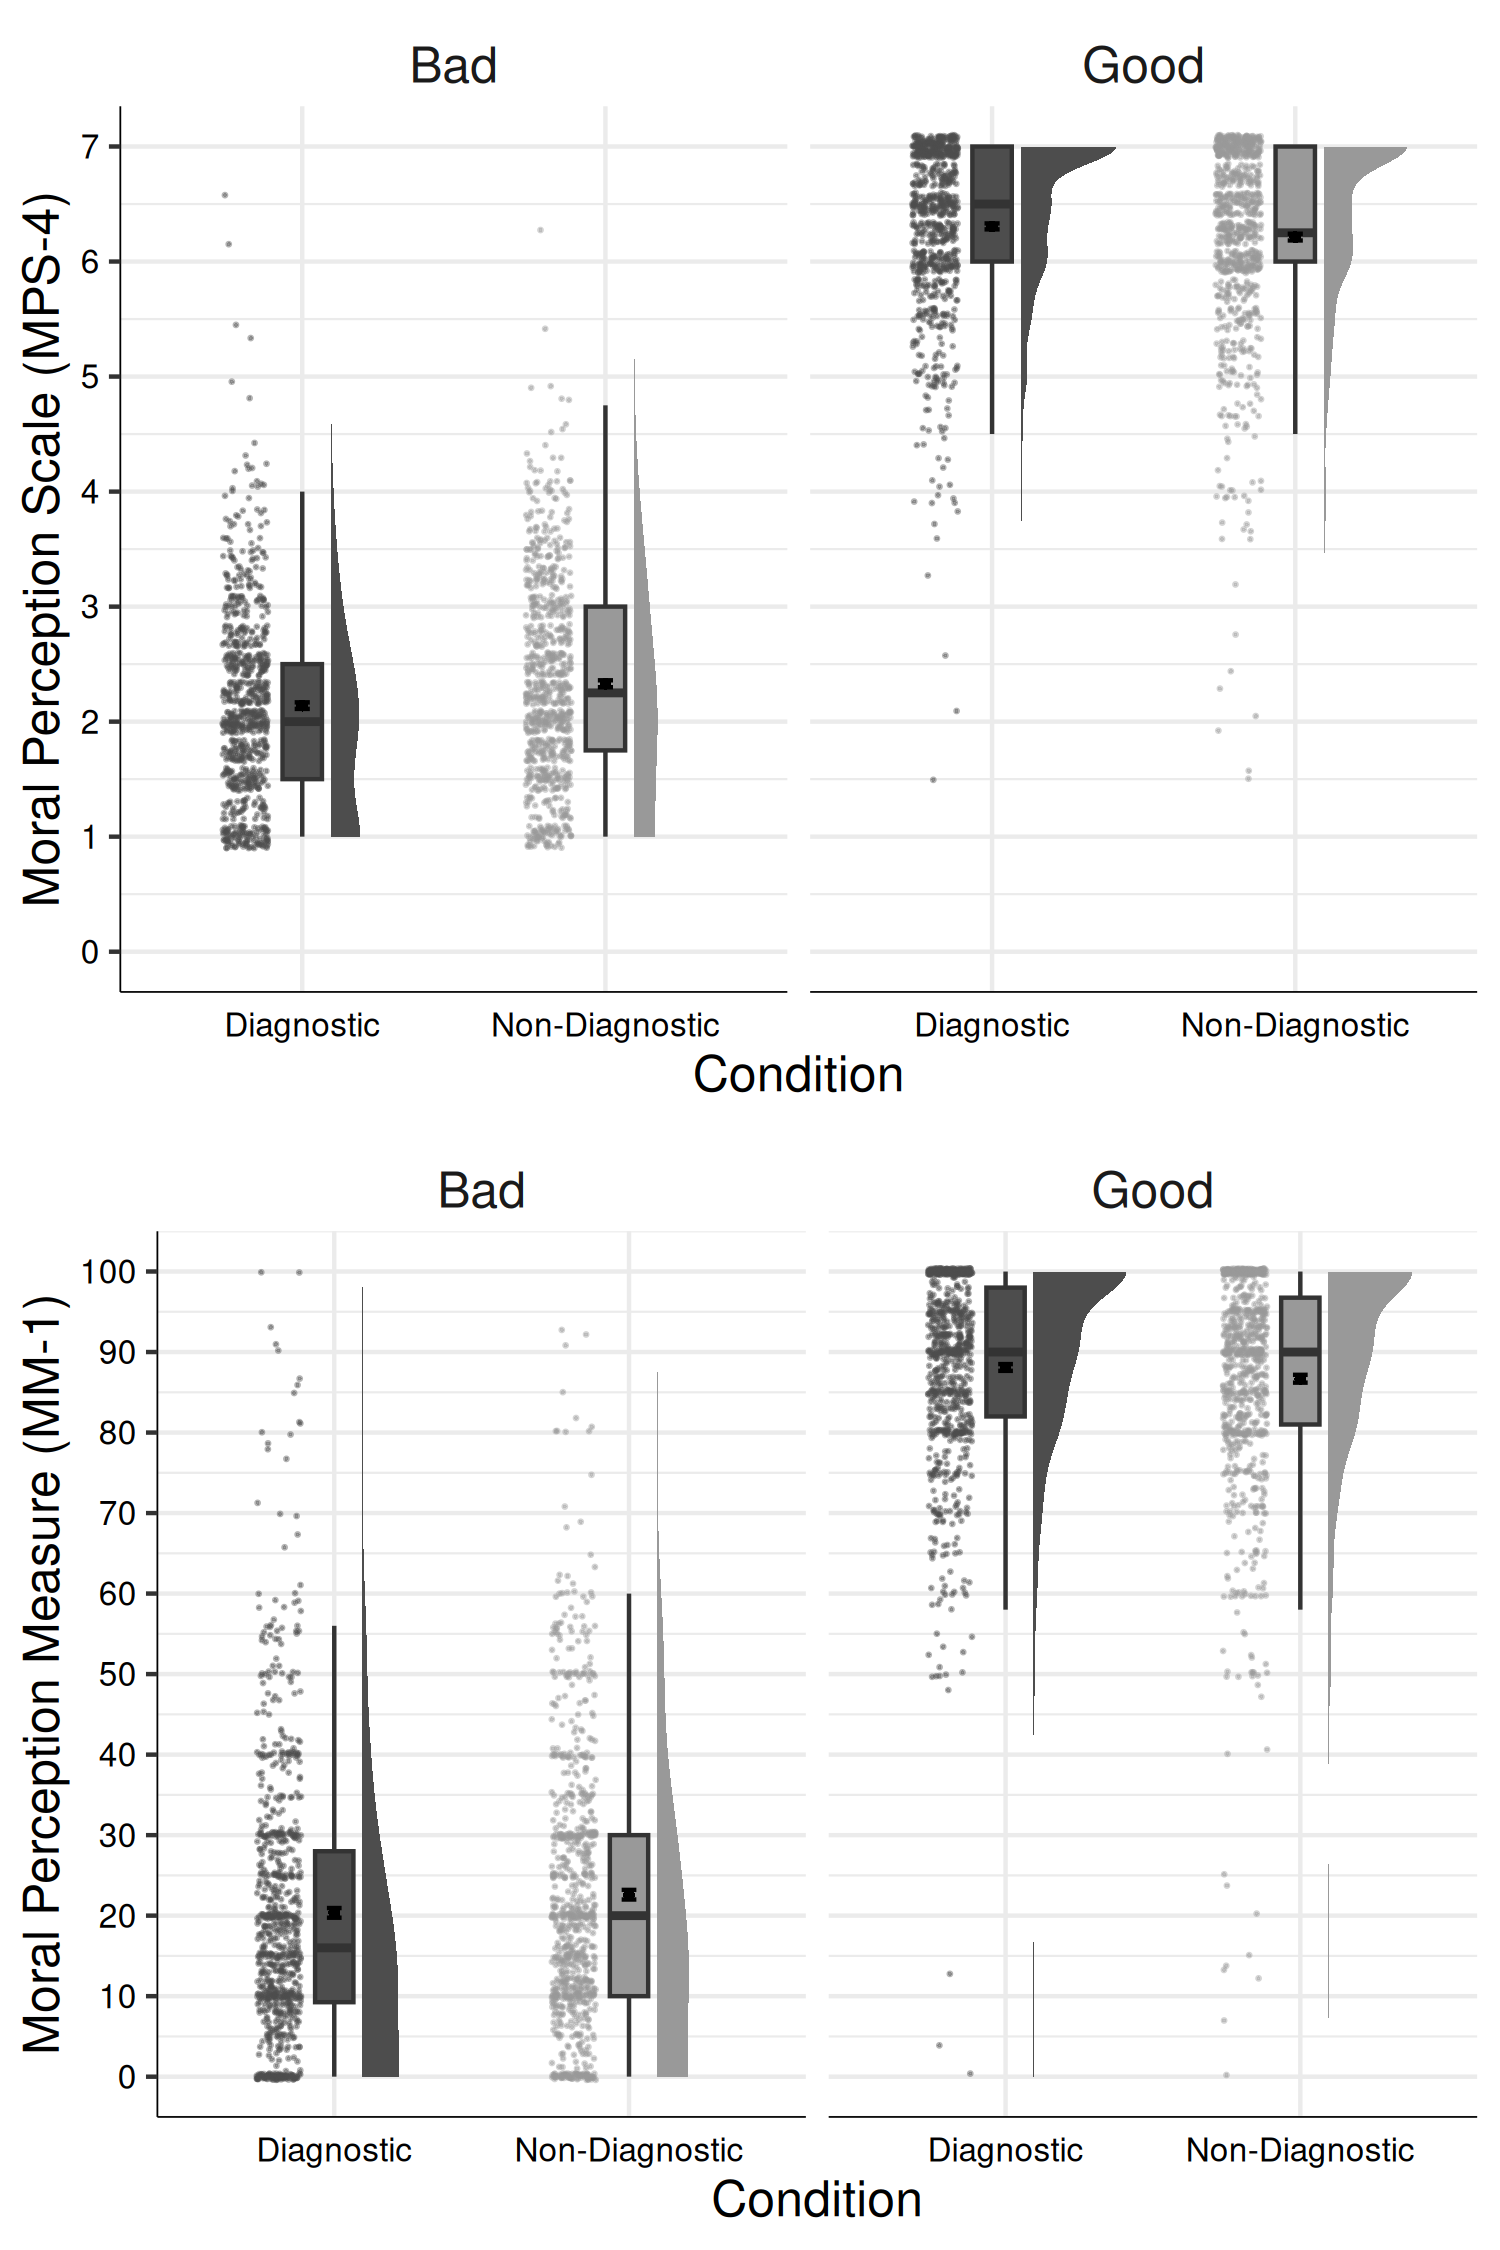 Bad Good
Moral Perception Scale (MPS-4)
7
6
5
4
3
2
1
0
Diagnostic Non-Diagnostic Diagnostic Non-Diagnostic
Condition
Bad Good
Moral Perception Measure (MM-1)
100
90
80
70
60
50
40
30
20
10
0
Diagnostic Non-Diagnostic Diagnostic Non-Diagnostic
Condition